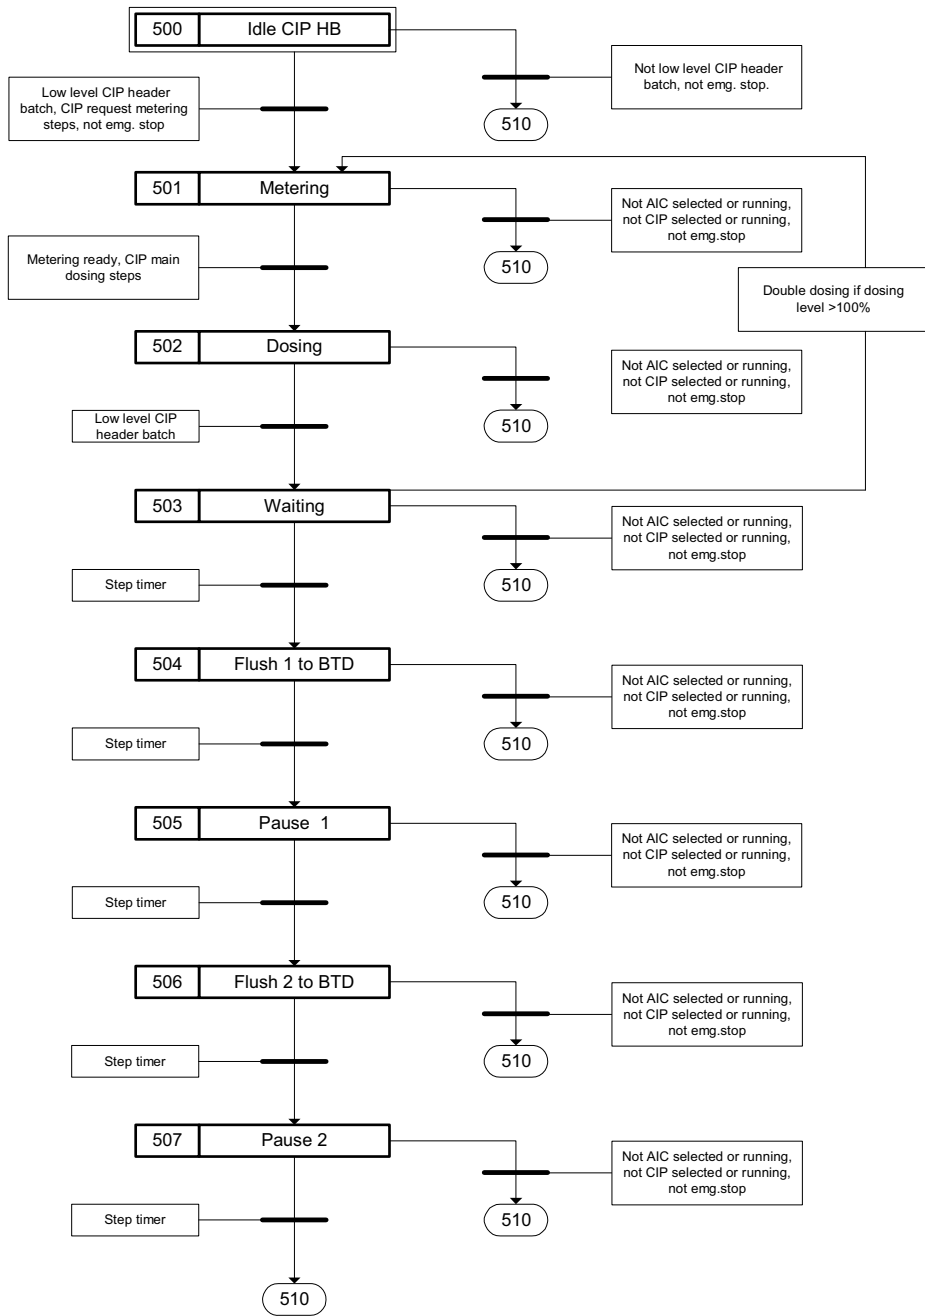 500 Idle CIP HB
Not low level CIP header
batch, not emg. stop.
Low level CIP header
batch, CIP request metering
steps, not emg. stop
510
501 Metering
Not AIC selected or running,
not CIP selected or running,
not emg.stop
510
Metering ready, CIP main
dosing steps
Double dosing if dosing
level >100%
502 Dosing
Not AIC selected or running,
not CIP selected or running,
not emg.stop
510
Low level CIP
header batch
503 Waiting
Not AIC selected or running,
not CIP selected or running,
not emg.stop
Step timer
510
504 Flush 1 to BTD
Not AIC selected or running,
not CIP selected or running,
not emg.stop
Step timer
510
505 Pause 1
Not AIC selected or running,
not CIP selected or running,
not emg.stop
Step timer
510
506 Flush 2 to BTD
Not AIC selected or running,
not CIP selected or running,
not emg.stop
Step timer
510
507 Pause 2
Not AIC selected or running,
not CIP selected or running,
not emg.stop
Step timer
510
510